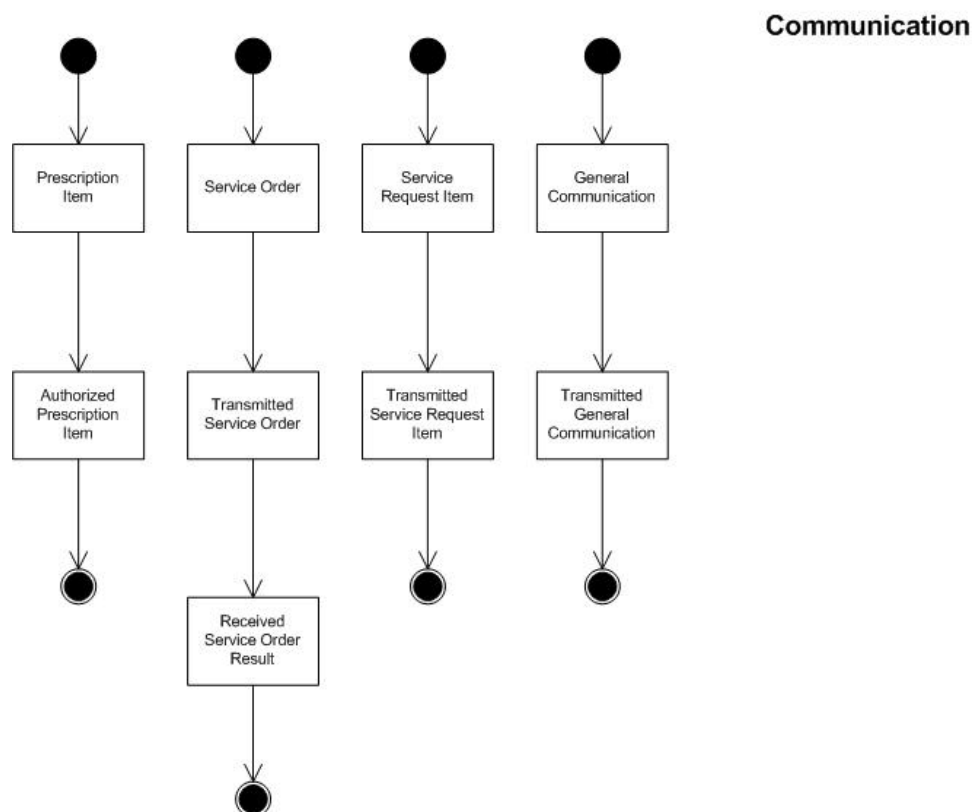 Communication
Prescription
Item
Service Order
Service
Request Item
General
Communication
Authorized
Prescription
Item
Transmitted
Service Order
Transmitted
Service Request
Item
Transmitted
General
Communication
Received
Service Order
Result